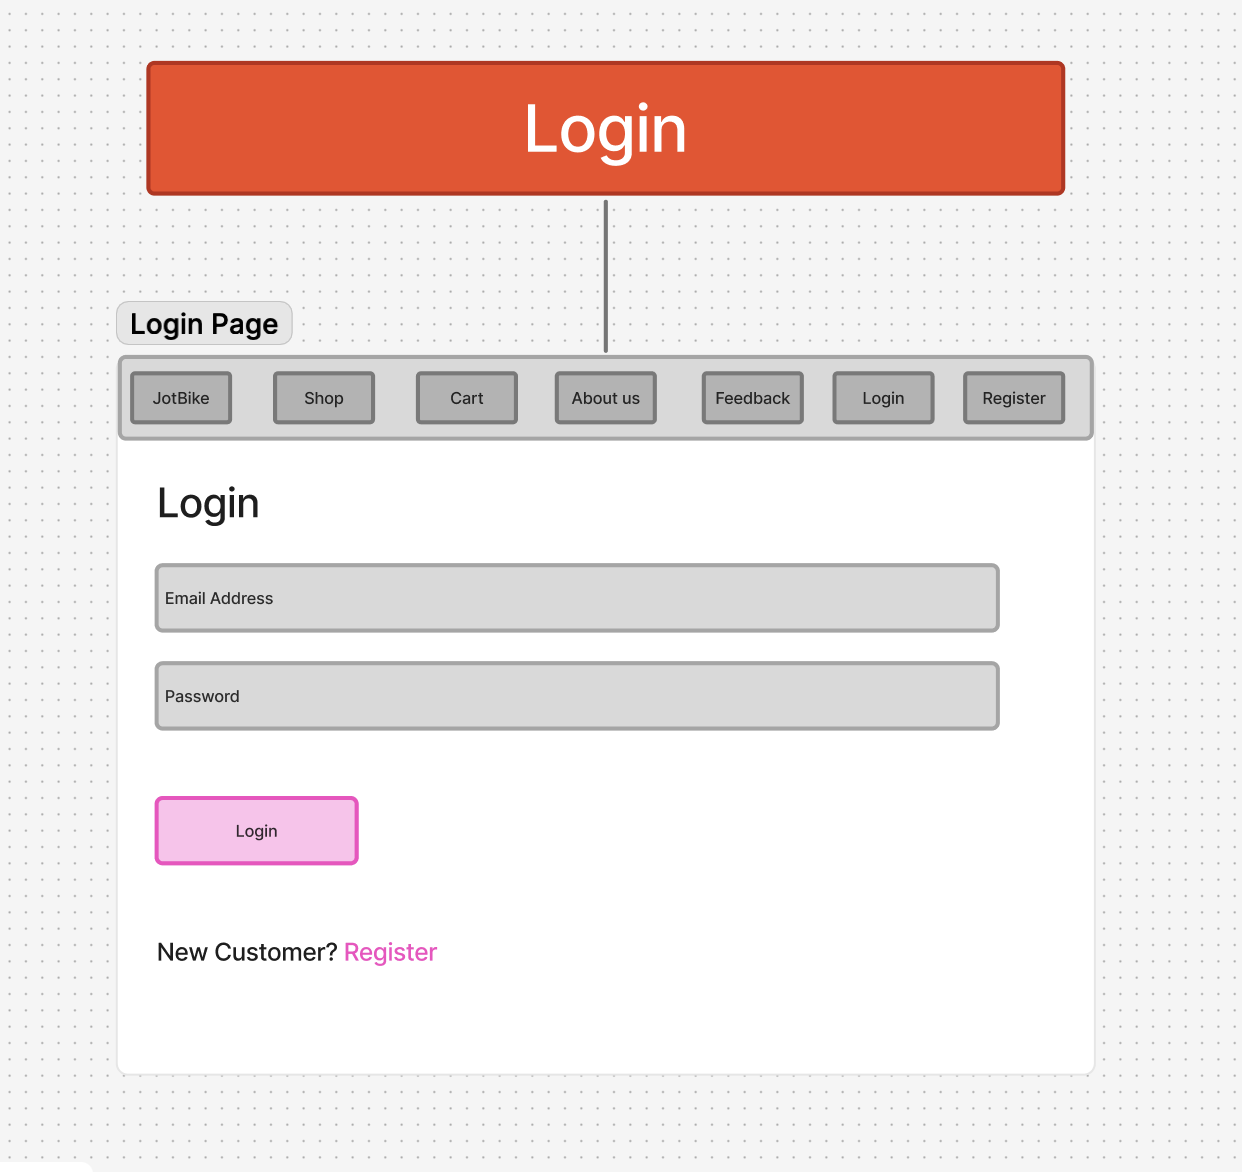 Login
Login Page
JotBike Shop Cart About us Feedback Login Register
Login
Email Address
Password
Login
New Customer? Register